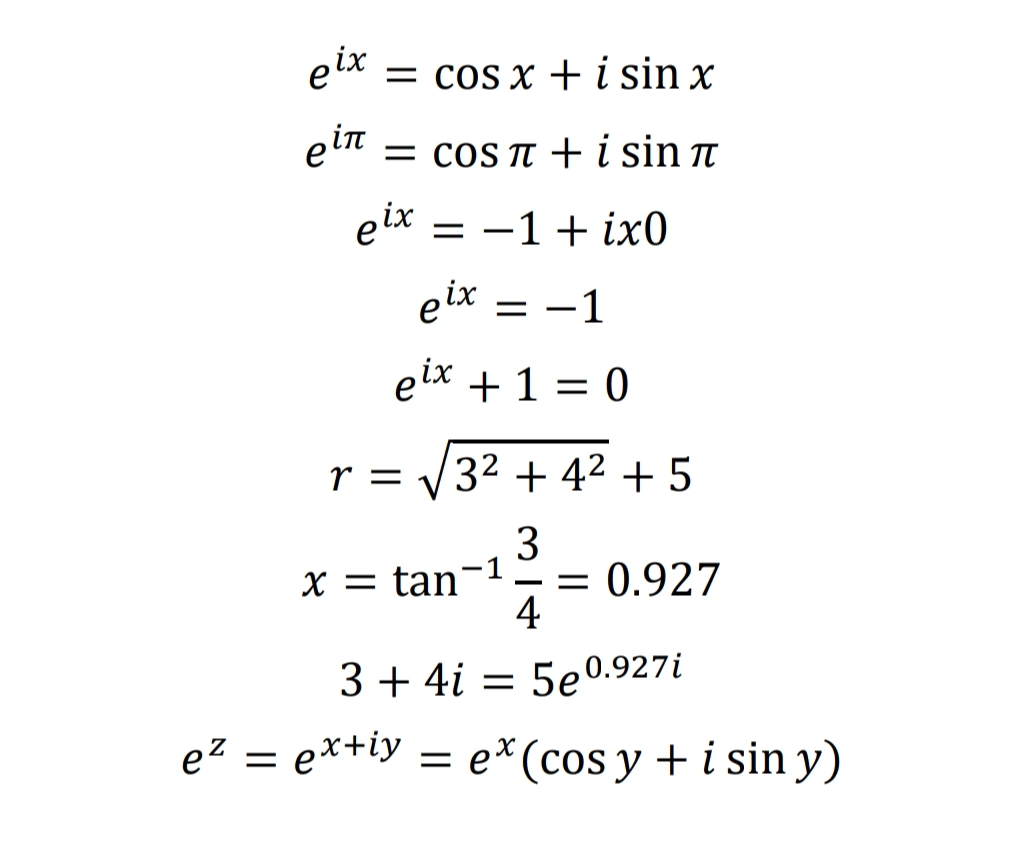 e^{ix} = cos x + i sin x
e^{iπ} = cos π + i sin π
e^{ix} = −1 + ix0
e^{ix} = −1
e^{ix} + 1 = 0
r = √(3² + 4²) + 5
x = tan⁻¹ 3/4 = 0.927
3 + 4i = 5e^{0.927i}
e^z = e^{x+iy} = e^x(cos y + i sin y)